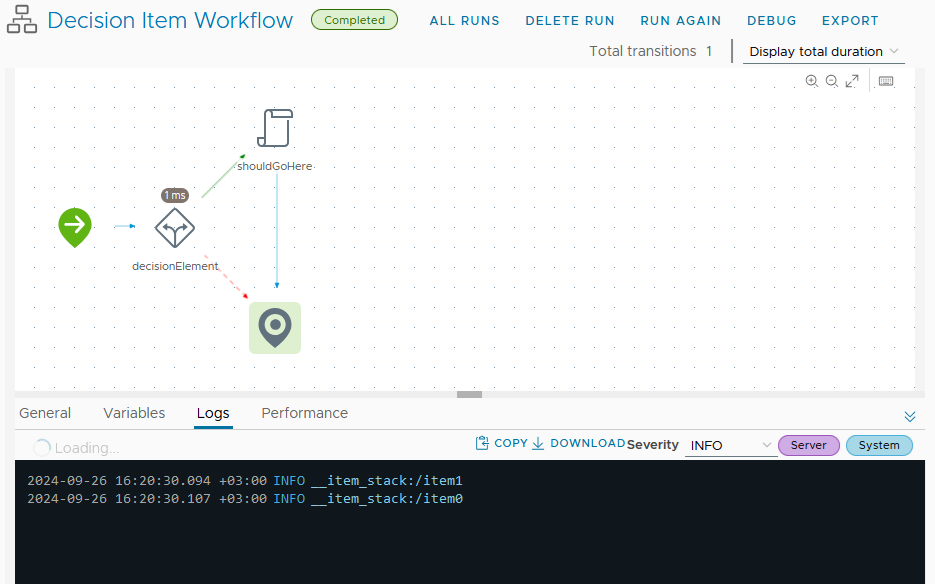 Decision Item Workflow Completed ALL RUNS DELETE RUN RUN AGAIN DEBUG EXPORT
Total transitions 1 Display total duration
shouldGoHere
1 ms
decisionElement
General Variables Logs Performance
Loading... COPY DOWNLOAD Severity INFO Server System
2024-09-26 16:20:30.094 +03:00 INFO __item_stack:/item1
2024-09-26 16:20:30.107 +03:00 INFO __item_stack:/item0